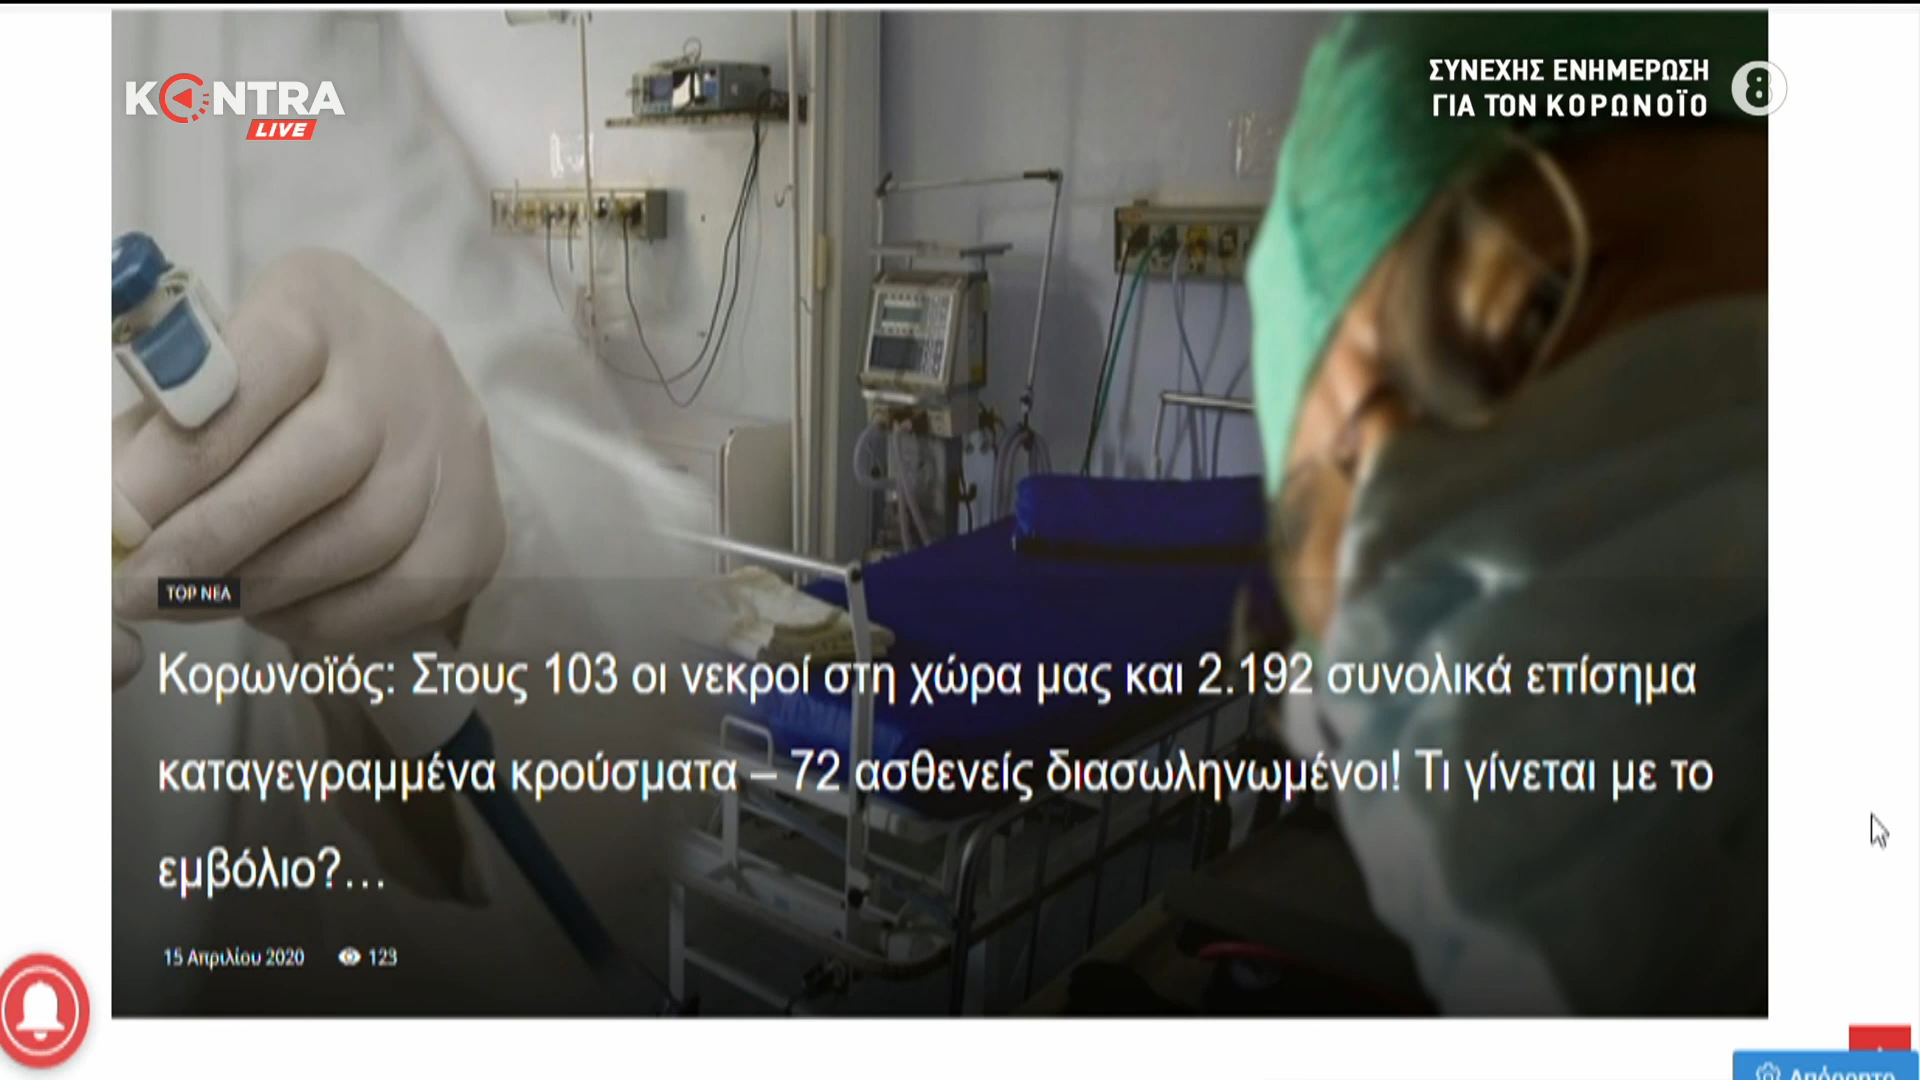 KONTRA
LIVE
ΣΥΝΕΧΗΣ ΕΝΗΜΕΡΩΣΗ
ΓΙΑ ΤΟΝ ΚΟΡΩΝΟΪΟ
8
TOP ΝΕΑ
Κορωνοϊός: Στους 103 οι νεκροί στη χώρα μας και 2.192 συνολικά επίσημα
καταγεγραμμένα κρούσματα – 72 ασθενείς διασωληνωμένοι! Τι γίνεται με το
εμβόλιο?…
15 Απριλίου 2020 123
Απόρρητο